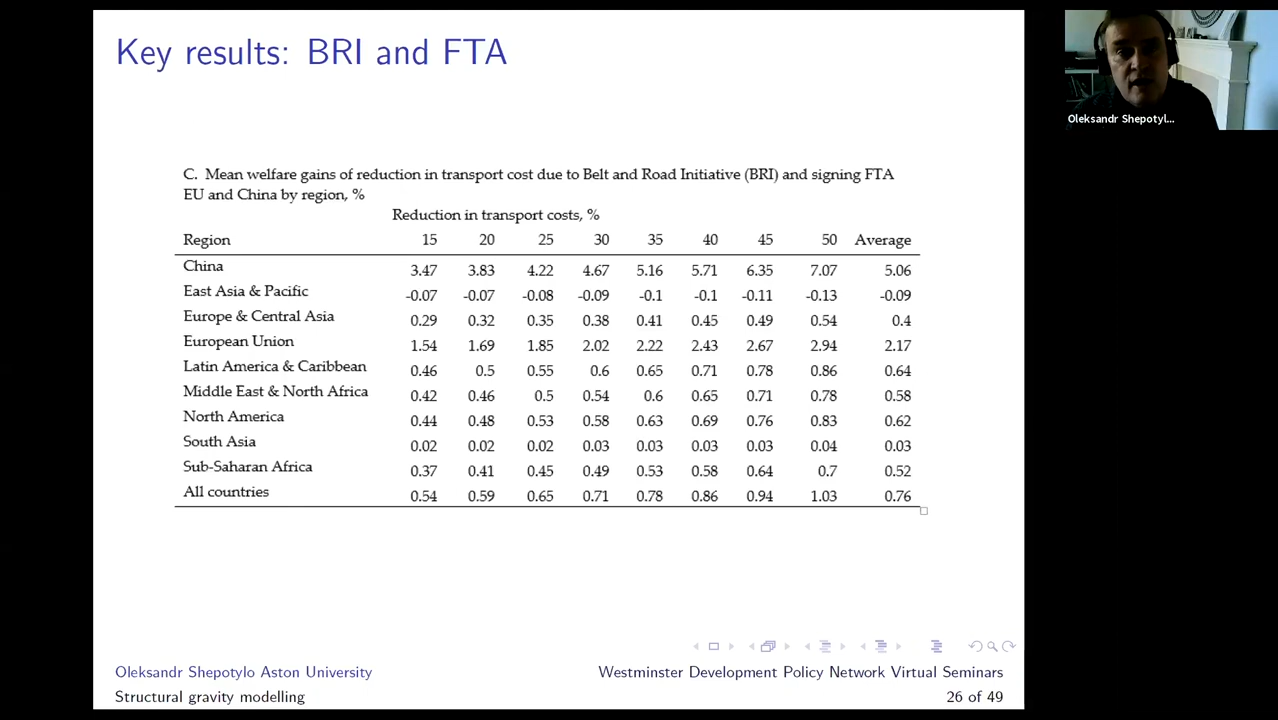 Key results: BRI and FTA
Oleksandr Shepotyl...
C. Mean welfare gains of reduction in transport cost due to Belt and Road Initiative (BRI) and signing FTA
EU and China by region, %
Reduction in transport costs, %
Region 15 20 25 30 35 40 45 50 Average
China 3.47 3.83 4.22 4.67 5.16 5.71 6.35 7.07 5.06
East Asia & Pacific -0.07 -0.07 -0.08 -0.09 -0.1 -0.1 -0.11 -0.13 -0.09
Europe & Central Asia 0.29 0.32 0.35 0.38 0.41 0.45 0.49 0.54 0.4
European Union 1.54 1.69 1.85 2.02 2.22 2.43 2.67 2.94 2.17
Latin America & Caribbean 0.46 0.5 0.55 0.6 0.65 0.71 0.78 0.86 0.64
Middle East & North Africa 0.42 0.46 0.5 0.54 0.6 0.65 0.71 0.78 0.58
North America 0.44 0.48 0.53 0.58 0.63 0.69 0.76 0.83 0.62
South Asia 0.02 0.02 0.02 0.03 0.03 0.03 0.03 0.04 0.03
Sub-Saharan Africa 0.37 0.41 0.45 0.49 0.53 0.58 0.64 0.7 0.52
All countries 0.54 0.59 0.65 0.71 0.78 0.86 0.94 1.03 0.76
Oleksandr Shepotylo Aston University Westminster Development Policy Network Virtual Seminars
Structural gravity modelling 26 of 49